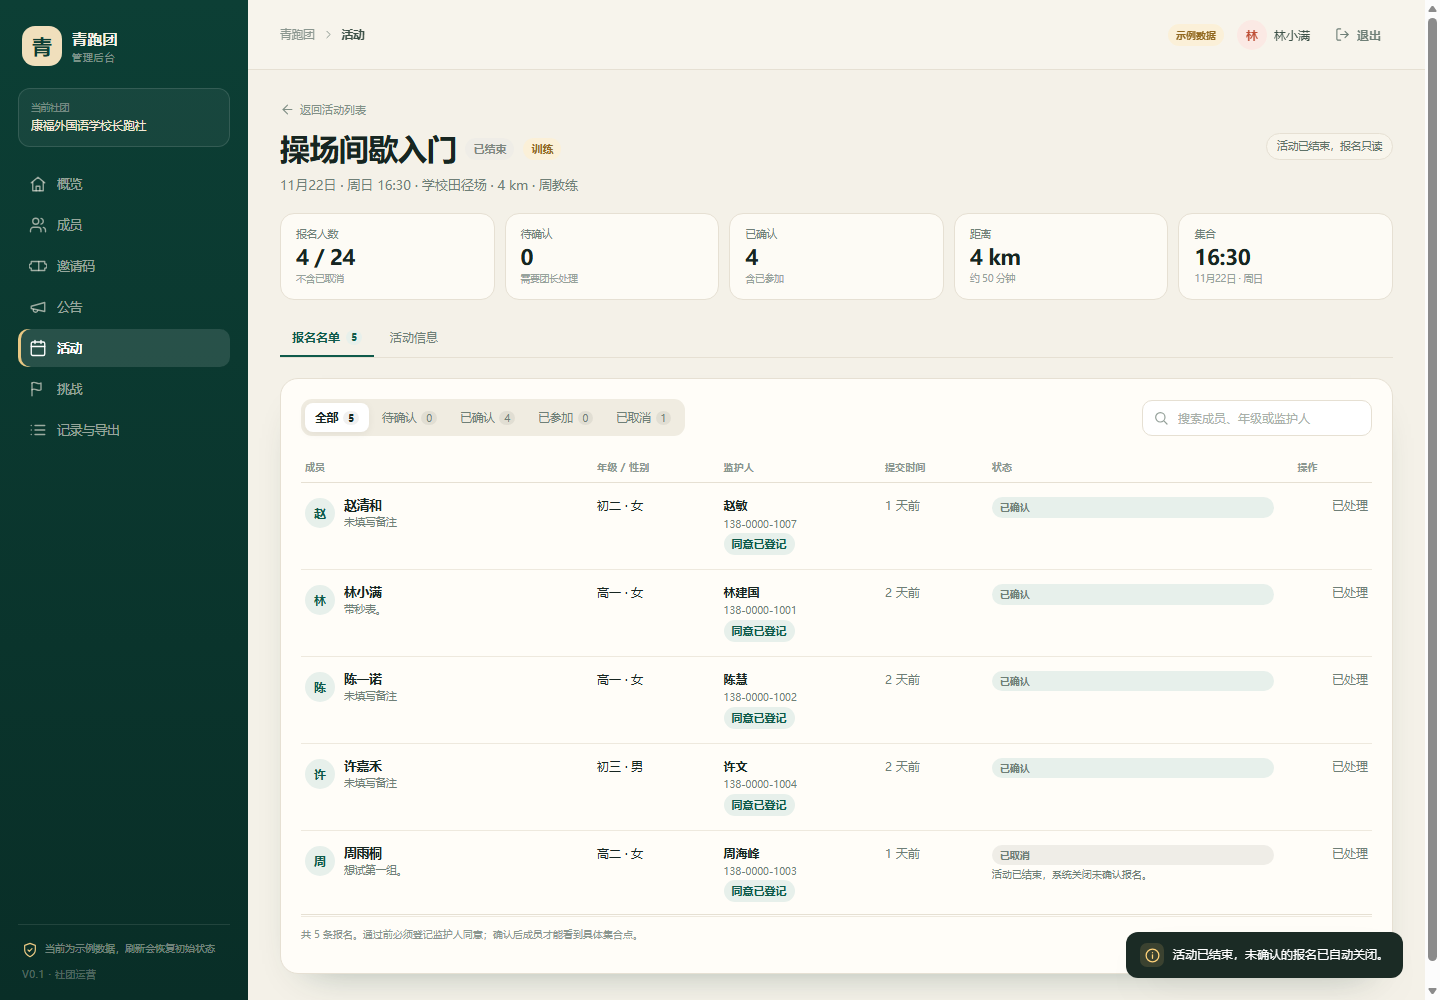 青
青跑团
管理后台
当前社团
康福外国语学校长跑社
概览
成员
邀请码
公告
活动
挑战
记录与导出
当前为示例数据，刷新会恢复初始状态
V0.1 · 社团运营
青跑团 > 活动
示例数据
林 林小满
退出
← 返回活动列表
操场间歇入门 已结束 训练
活动已结束，报名只读
11月22日 · 周日 16:30 · 学校田径场 · 4 km · 周教练
报名人数
4 / 24
不含已取消
待确认
0
需要团长处理
已确认
4
含已参加
距离
4 km
约 50 分钟
集合
16:30
11月22日 · 周日
报名名单 5 活动信息
全部 5 待确认 0 已确认 4 已参加 0 已取消 1
搜索成员、年级或监护人
成员 年级 / 性别 监护人 提交时间 状态 操作
赵 赵清和 初二 · 女 赵敏 1 天前 已确认 已处理
未填写备注 138-0000-1007
同意已登记
林 林小满 高一 · 女 林建国 2 天前 已确认 已处理
带秒表。 138-0000-1001
同意已登记
陈 陈一诺 高一 · 女 陈慧 2 天前 已确认 已处理
未填写备注 138-0000-1002
同意已登记
许 许嘉禾 初三 · 男 许文 2 天前 已确认 已处理
未填写备注 138-0000-1004
同意已登记
周 周雨桐 高二 · 女 周海峰 1 天前 已取消 已处理
想试第一组。 138-0000-1003 活动已结束，系统关闭未确认报名。
同意已登记
共 5 条报名。通过前必须登记监护人同意；确认后成员才能看到具体集合点。
活动已结束，未确认的报名已自动关闭。